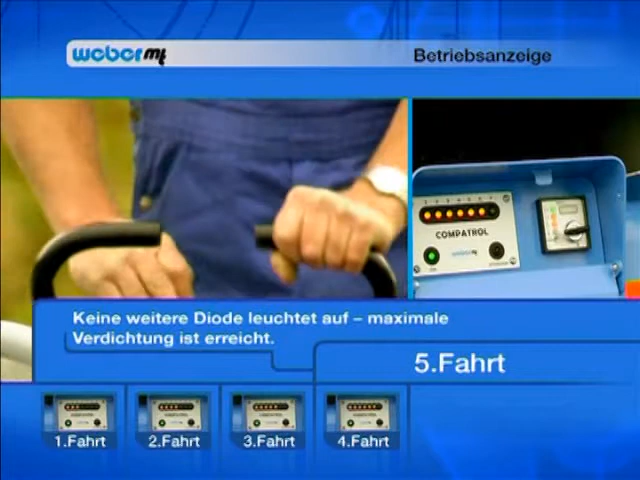 weber mt
Betriebsanzeige
COMPATROL
Keine weitere Diode leuchtet auf – maximale
Verdichtung ist erreicht.
5.Fahrt
1.Fahrt
2.Fahrt
3.Fahrt
4.Fahrt